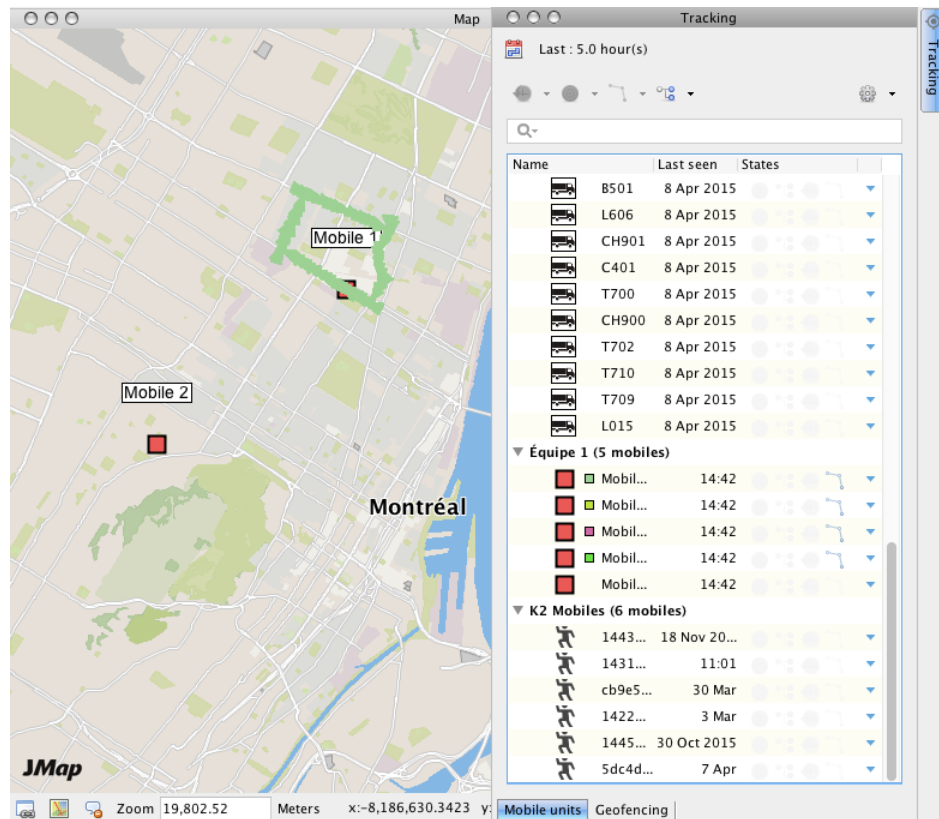 Map
Mobile 1
Mobile 2
Montréal
JMap
Zoom 19,802.52 Meters x:-8,186,630.3423 y:
Tracking
Last : 5.0 hour(s)
Name Last seen States
B501 8 Apr 2015
L606 8 Apr 2015
CH901 8 Apr 2015
C401 8 Apr 2015
T700 8 Apr 2015
CH900 8 Apr 2015
T702 8 Apr 2015
T710 8 Apr 2015
T709 8 Apr 2015
L015 8 Apr 2015
Équipe 1 (5 mobiles)
Mobil... 14:42
Mobil... 14:42
Mobil... 14:42
Mobil... 14:42
Mobil... 14:42
K2 Mobiles (6 mobiles)
1443... 18 Nov 20...
1431... 11:01
cb9e5... 30 Mar
1422... 3 Mar
1445... 30 Oct 2015
5dc4d... 7 Apr
Mobile units Geofencing
Tracking